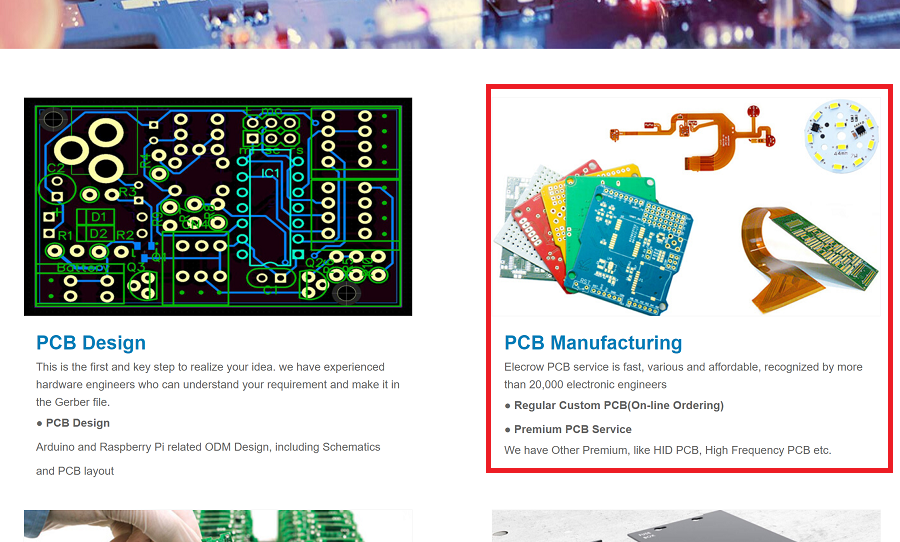 C2
R4
R3
IC1
D1
D2
R1
R2
Q3
C1
PCB Design
This is the first and key step to realize your idea. we have experienced
hardware engineers who can understand your requirement and make it in
the Gerber file.
● PCB Design
Arduino and Raspberry Pi related ODM Design, including Schematics
and PCB layout
PCB Manufacturing
Elecrow PCB service is fast, various and affordable, recognized by more
than 20,000 electronic engineers
● Regular Custom PCB(On-line Ordering)
● Premium PCB Service
We have Other Premium, like HID PCB, High Frequency PCB etc.